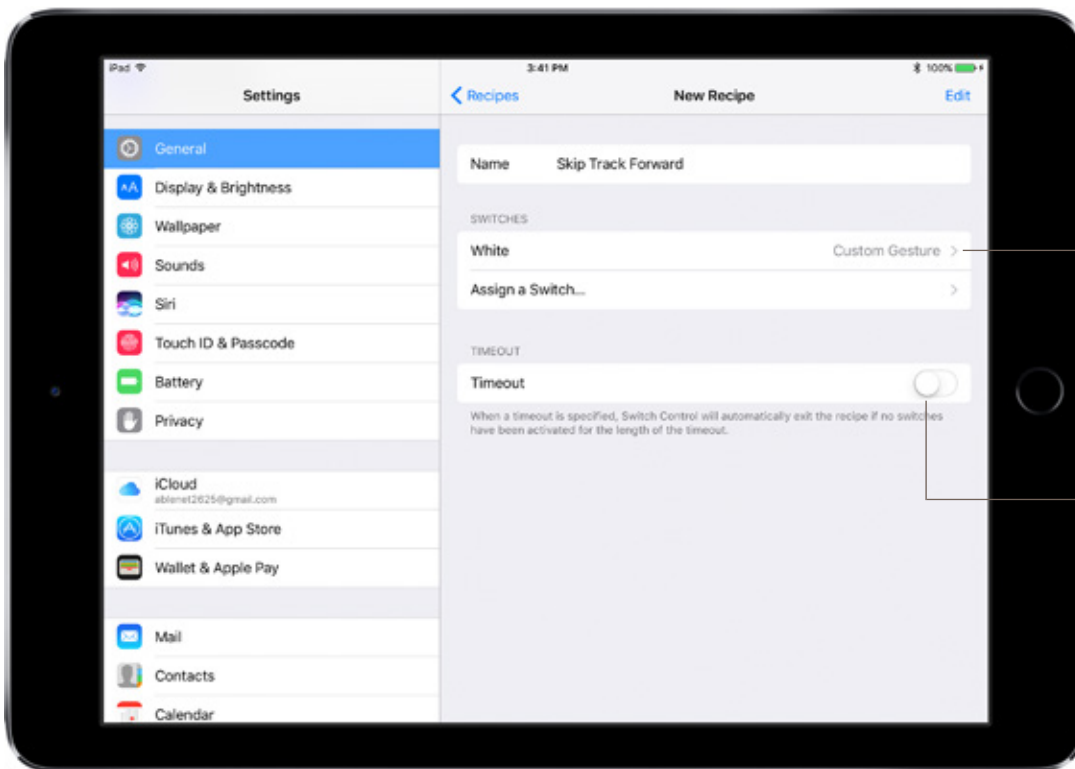 iPad
3:41 PM
100%
Settings
Recipes
New Recipe
Edit
General
Display & Brightness
Wallpaper
Sounds
Siri
Touch ID & Passcode
Battery
Privacy
iCloud
ablenet2625@gmail.com
iTunes & App Store
Wallet & Apple Pay
Mail
Contacts
Calendar
Name Skip Track Forward
SWITCHES
White Custom Gesture
Assign a Switch...
TIMEOUT
Timeout
When a timeout is specified, Switch Control will automatically exit the recipe if no switches
have been activated for the length of the timeout.